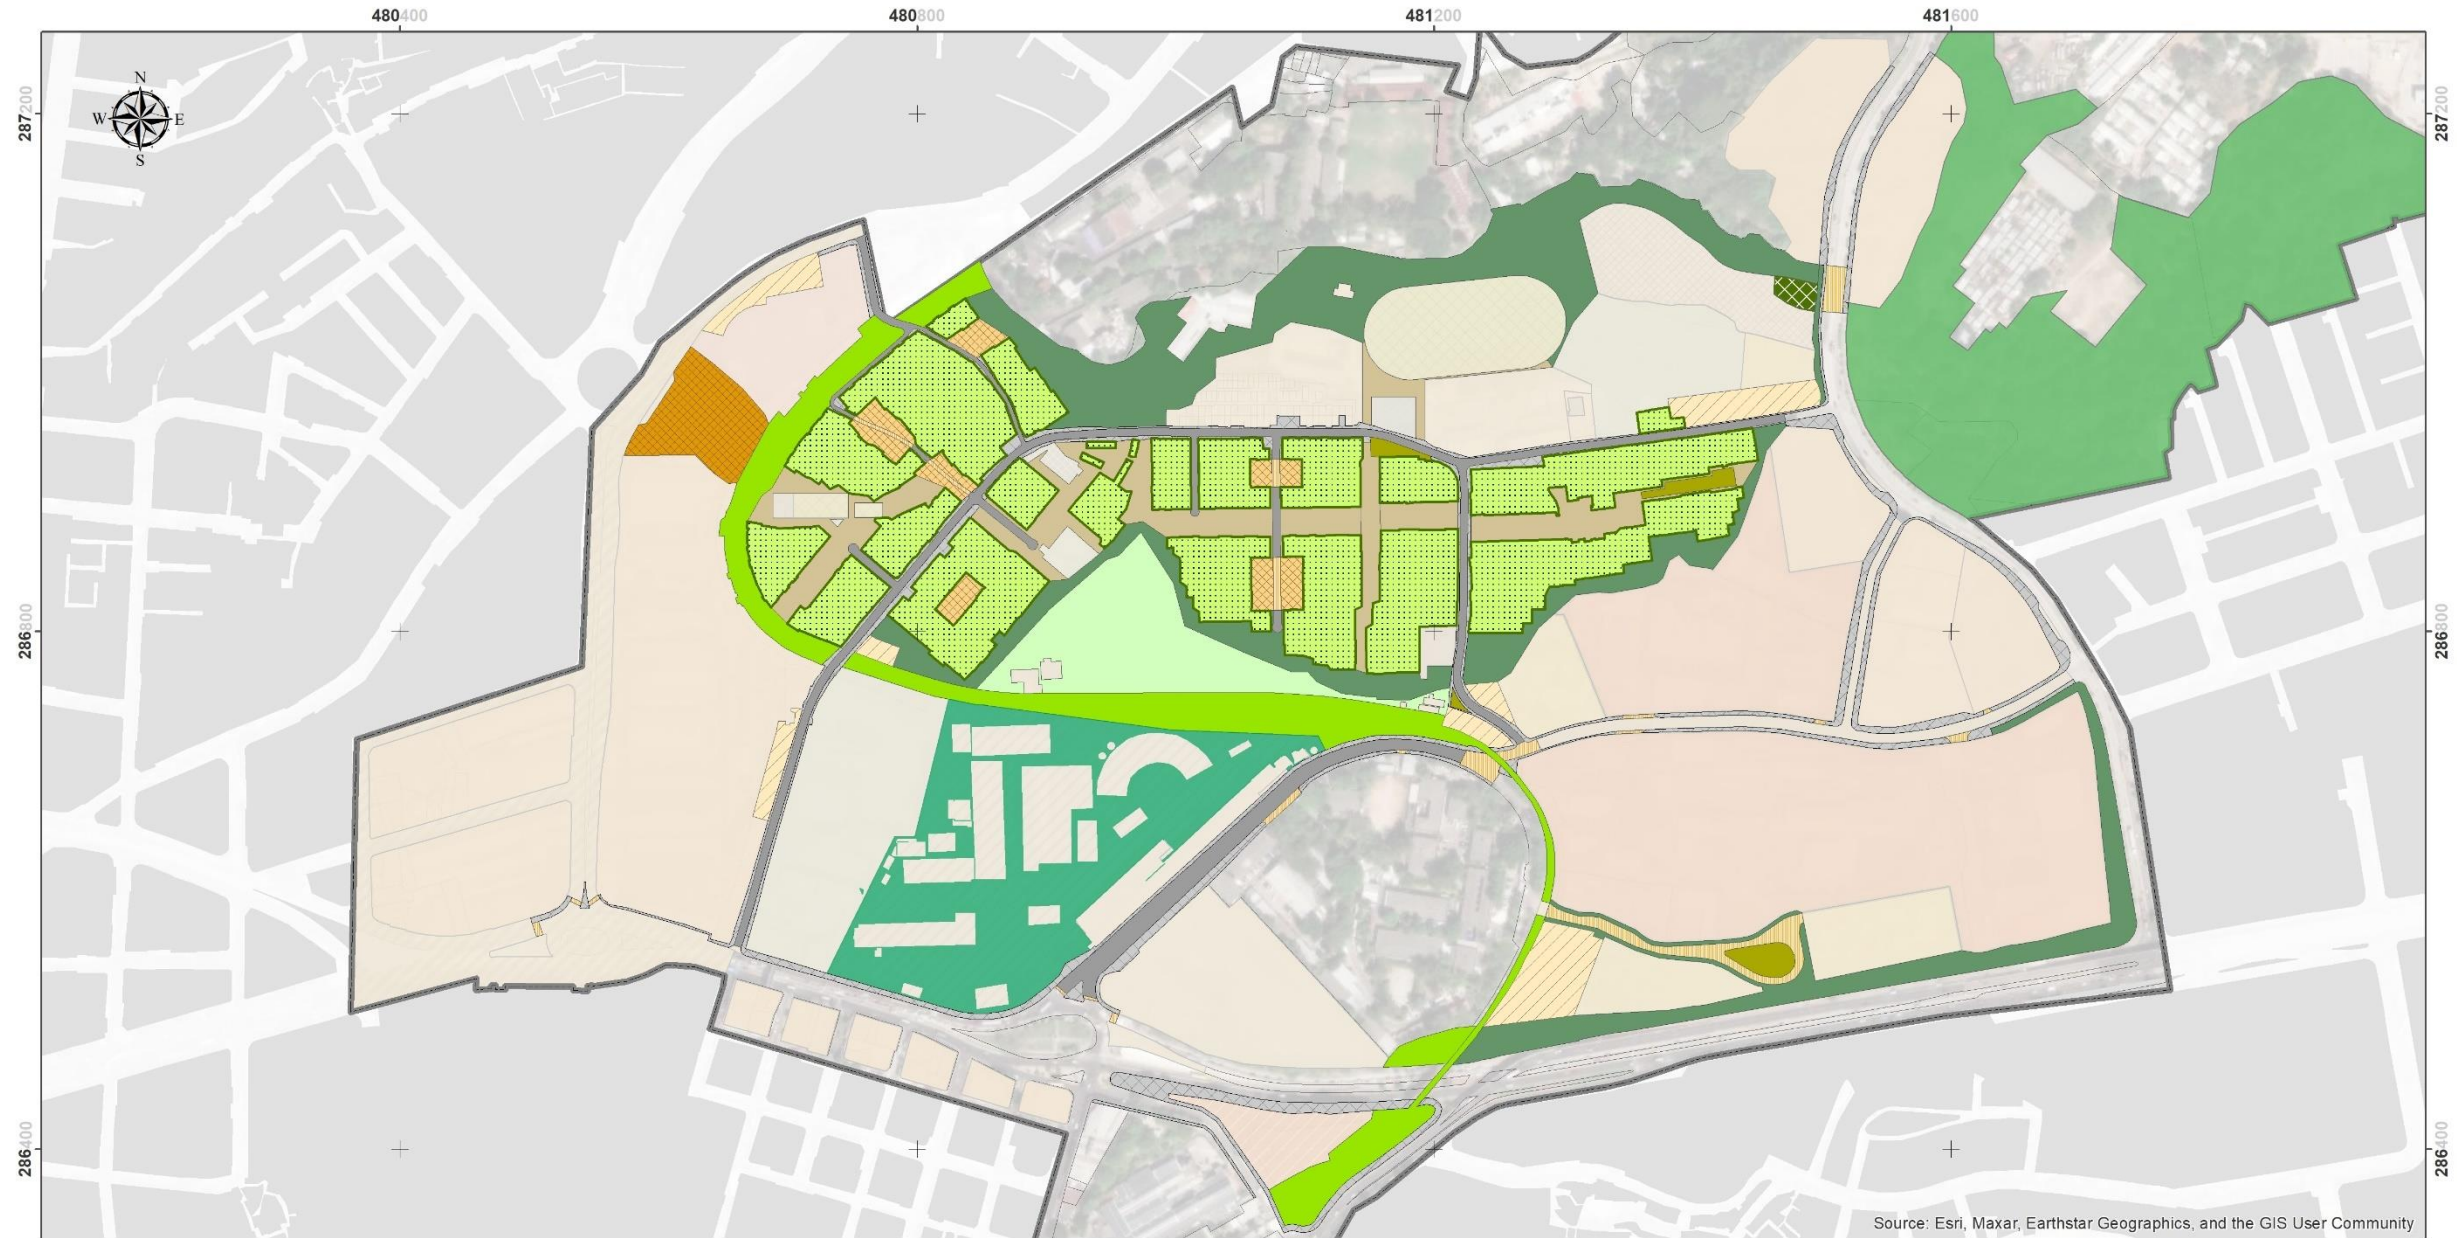 480400 480800 481200 481600
287200 287200
N
W E
S
286800 286800
286400 286400
Source: Esri, Maxar, Earthstar Geographics, and the GIS User Community